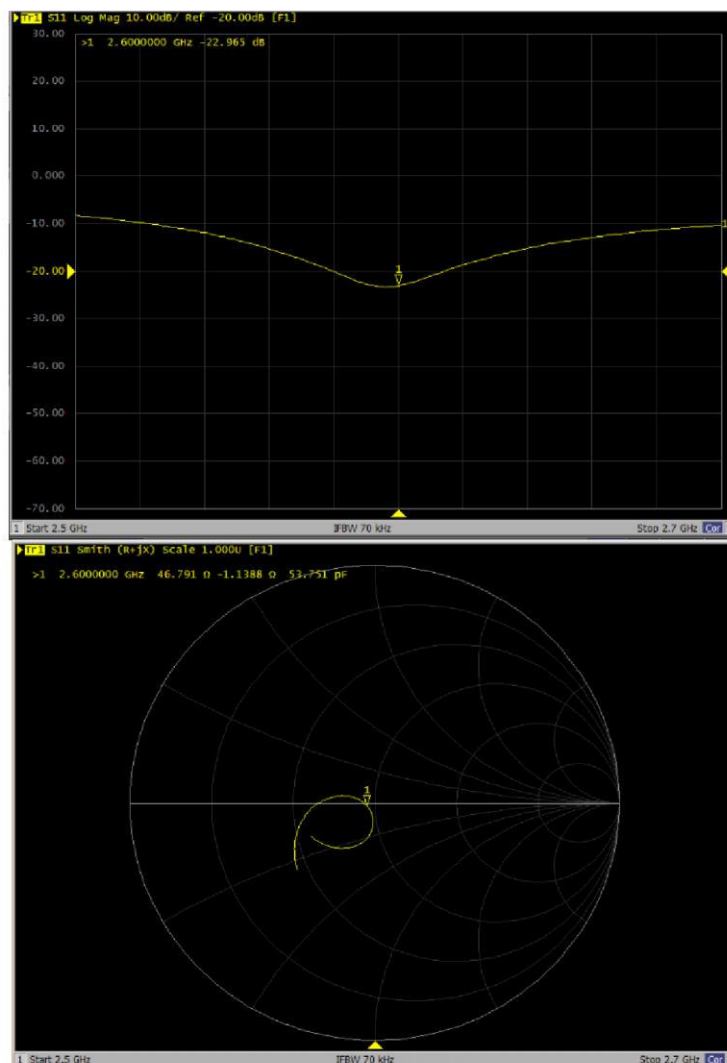 Tr1 S11 Log Mag 10.00dB/ Ref -20.00dB [F1]
30.00
>1 2.6000000 GHz -22.965 dB
20.00
10.00
0.000
-10.00
1
-20.00
1
-30.00
-40.00
-50.00
-60.00
-70.00
1 Start 2.5 GHz IFBW 70 kHz Stop 2.7 GHz Cor
Tr1 S11 Smith (R+jX) Scale 1.000U [F1]
>1 2.6000000 GHz 46.791 Ω -1.1388 Ω 53.751 pF
1
1 Start 2.5 GHz IFBW 70 kHz Stop 2.7 GHz Cor